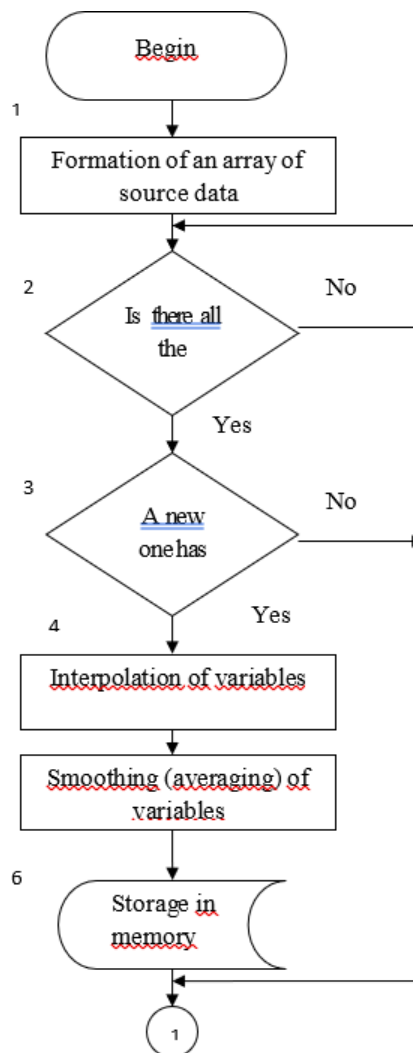 Begin
1
Formation of an array of
source data
2
Is there all
the
No
Yes
3
A new
one has
No
Yes
4
Interpolation of variables
Smoothing (averaging) of
variables
6
Storage in
memory
1